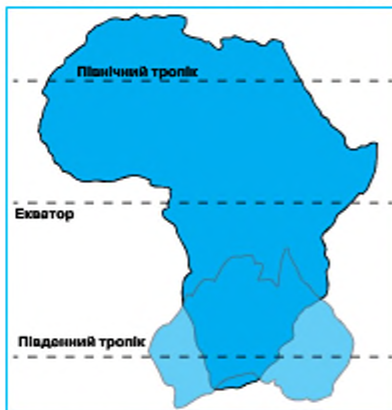 Північний тропік
Екватор
Південний тропік